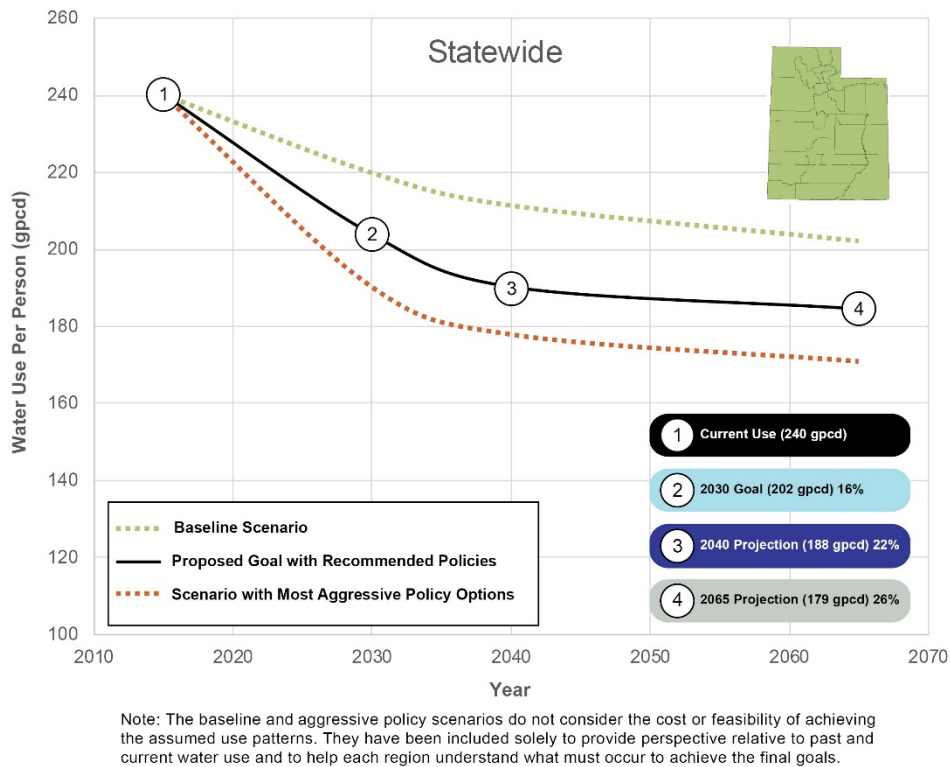 Statewide
260
240
220
200
180
160
140
120
100
Water Use Per Person (gpcd)
1
2
3
4
1 Current Use (240 gpcd)
2 2030 Goal (202 gpcd) 16%
3 2040 Projection (188 gpcd) 22%
4 2065 Projection (179 gpcd) 26%
Baseline Scenario
Proposed Goal with Recommended Policies
Scenario with Most Aggressive Policy Options
2010 2020 2030 2040 2050 2060 2070
Year
Note: The baseline and aggressive policy scenarios do not consider the cost or feasibility of achieving
the assumed use patterns. They have been included solely to provide perspective relative to past and
current water use and to help each region understand what must occur to achieve the final goals.